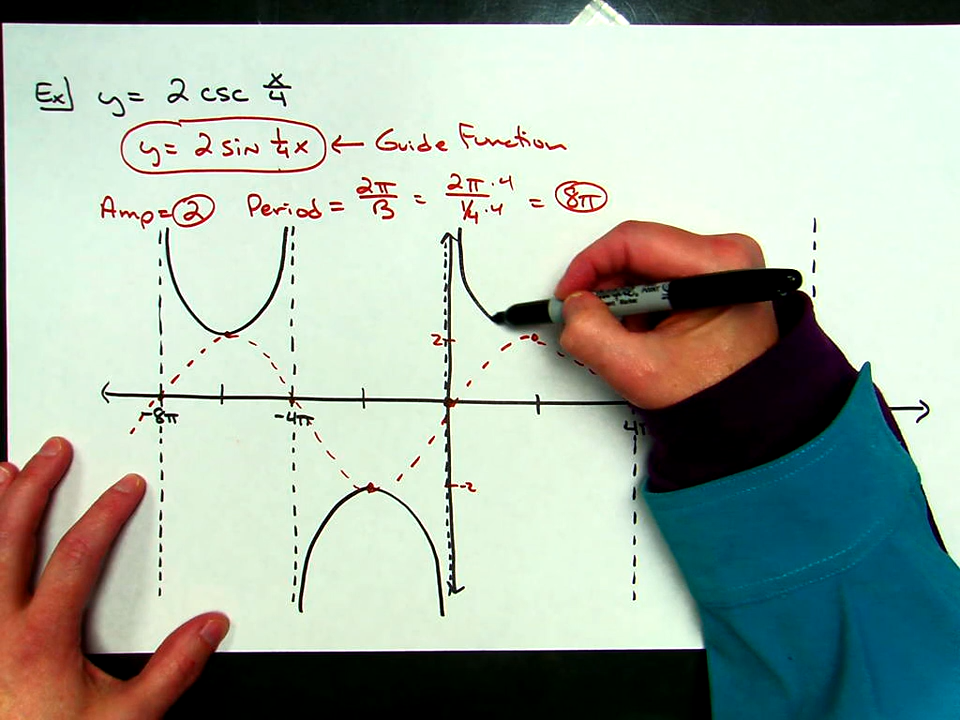 Ex] y = 2 csc x/4
y = 2 sin 1/4 x ← Guide Function
Amp = 2 Period = 2π/B = 2π·4/1/4·4 = 8π
2
-8π -4π 4π
-2